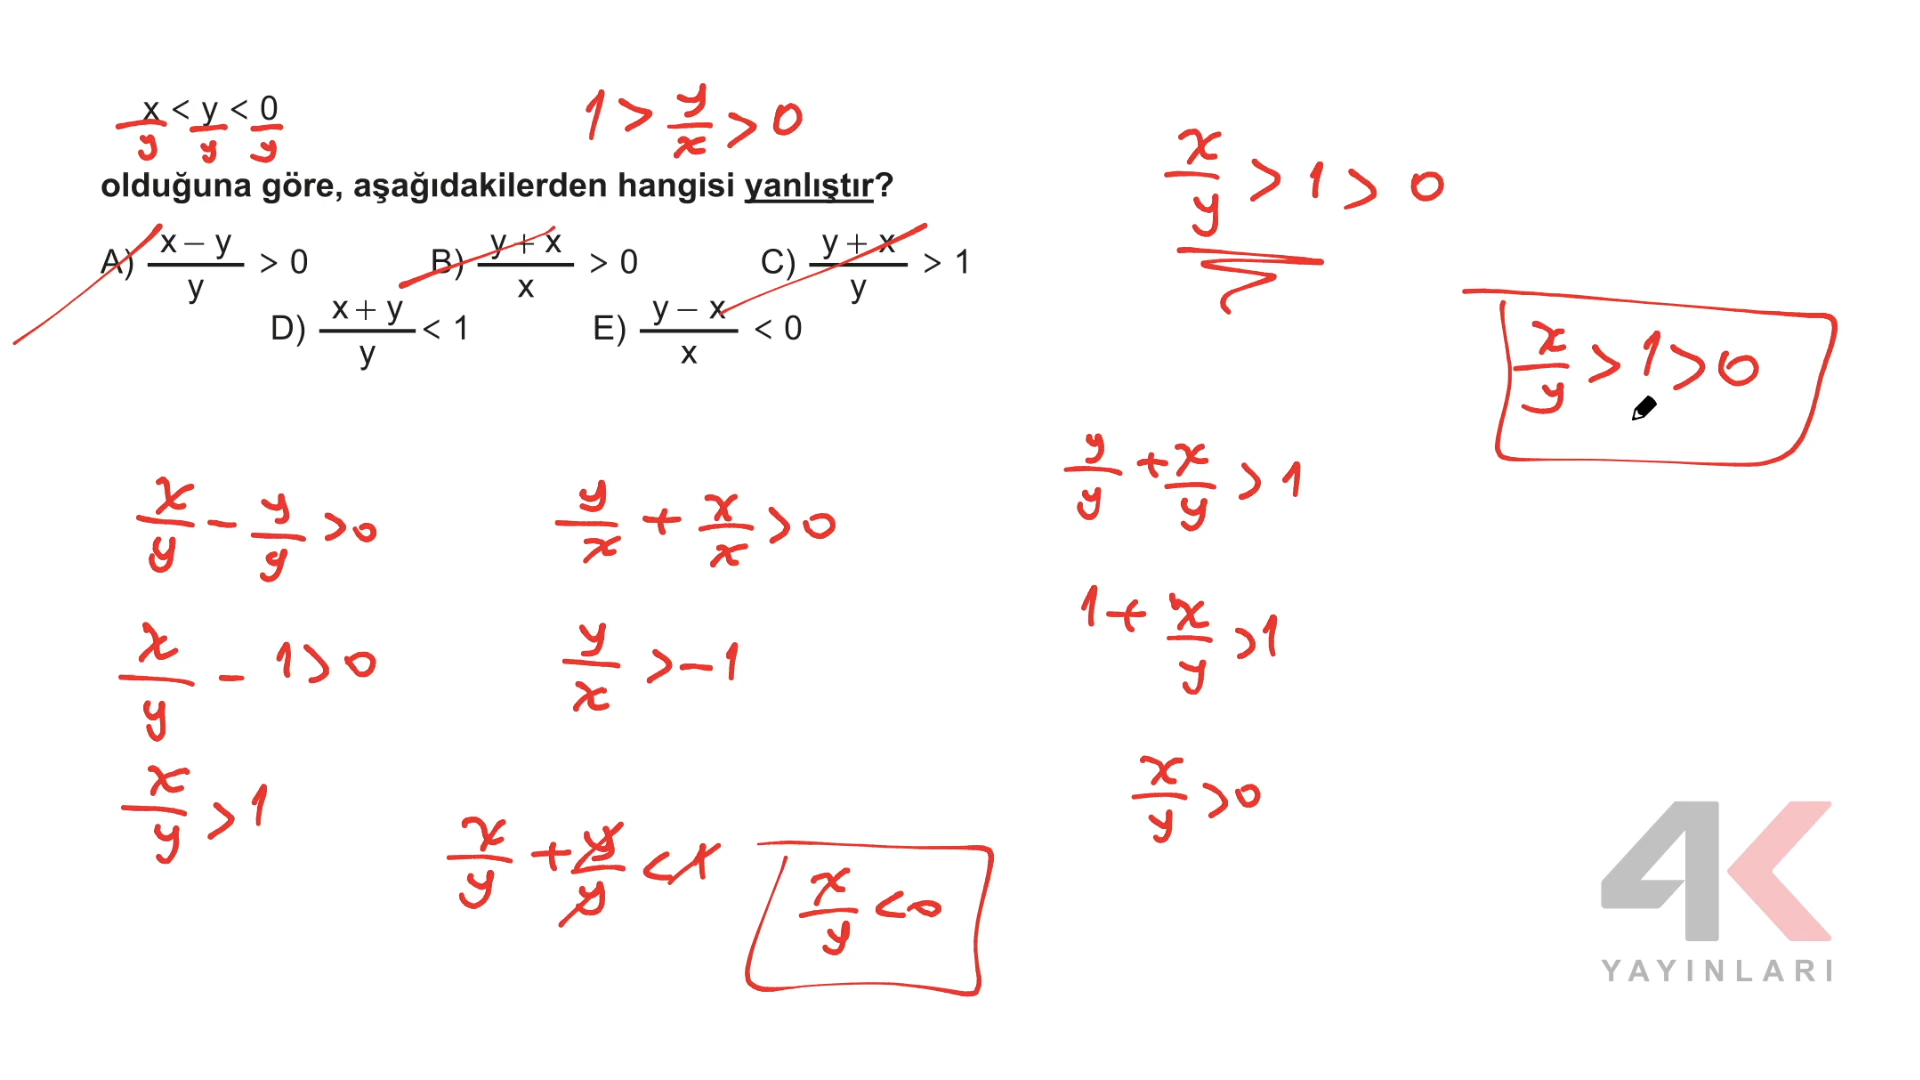 x < y < 0
y y y
1 > y/x > 0
olduğuna göre, aşağıdakilerden hangisi yanlıştır?
A) (x − y)/y > 0 B) (y + x)/x > 0 C) (y + x)/y > 1
D) (x + y)/y < 1 E) (y − x)/x < 0
x/y > 1 > 0
x/y > 1 > 0
x/y − y/y > 0
x/y − 1 > 0
x/y > 1
y/x + x/x > 0
y/x > −1
x/y + y/y < 1
x/y < 0
y/y + x/y > 1
1 + x/y > 1
x/y > 0
4K
YAYINLARI